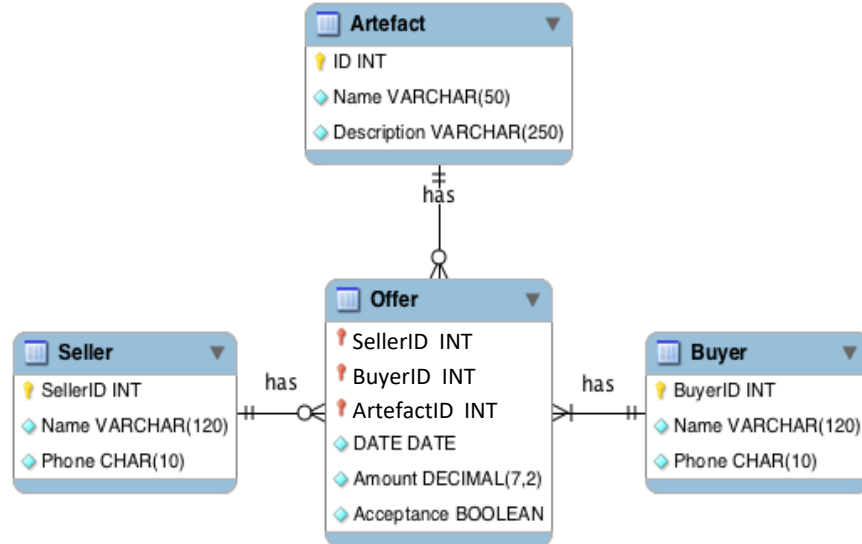 Artefact
ID INT
Name VARCHAR(50)
Description VARCHAR(250)
has
Offer
SellerID INT
BuyerID INT
ArtefactID INT
DATE DATE
Amount DECIMAL(7,2)
Acceptance BOOLEAN
Seller
SellerID INT
Name VARCHAR(120)
Phone CHAR(10)
has
has
Buyer
BuyerID INT
Name VARCHAR(120)
Phone CHAR(10)